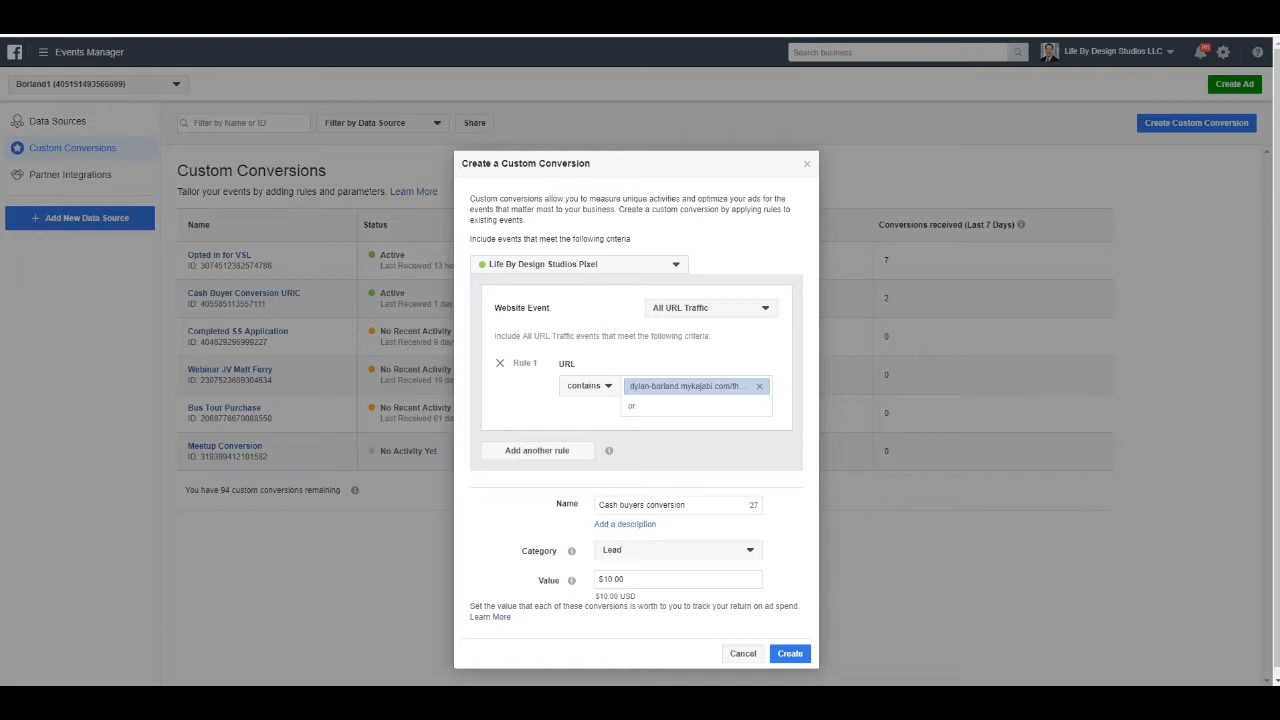 Events Manager
Search business
Life By Design Studios LLC
Borland1 (405151493566699)
Create Ad
Data Sources
Custom Conversions
Partner Integrations
+ Add New Data Source
Filter by Name or ID
Filter by Data Source
Share
Create Custom Conversion
Custom Conversions
Tailor your events by adding rules and parameters. Learn More
Name
Status
Conversions received (Last 7 Days)
Opted in for VSL
ID: 3074512382574786
Active
Last Received 13 ho
7
Cash Buyer Conversion URIC
ID: 405585113557111
Active
Last Received 1 day
2
Completed SS Application
ID: 404829296999227
No Recent Activity
Last Received 9 day
0
Webinar JV Matt Ferry
ID: 2307523609304634
No Recent Activity
Last Received 19 da
0
Bus Tour Purchase
ID: 2068776670088550
No Recent Activity
Last Received 61 da
0
Meetup Conversion
ID: 319399412101582
No Activity Yet
0
You have 94 custom conversions remaining
Create a Custom Conversion
Custom conversions allow you to measure unique activities and optimize your ads for the
events that matter most to your business. Create a custom conversion by applying rules to
existing events.
Include events that meet the following criteria
Life By Design Studios Pixel
Website Event
All URL Traffic
Include All URL Traffic events that meet the following criteria:
Rule 1
URL
contains
dylan-borland.mykajabi.com/th...
or
Add another rule
Name
Cash buyers conversion
27
Add a description
Category
Lead
Value
$10.00
$10.00 USD
Set the value that each of these conversions is worth to you to track your return on ad spend.
Learn More
Cancel
Create